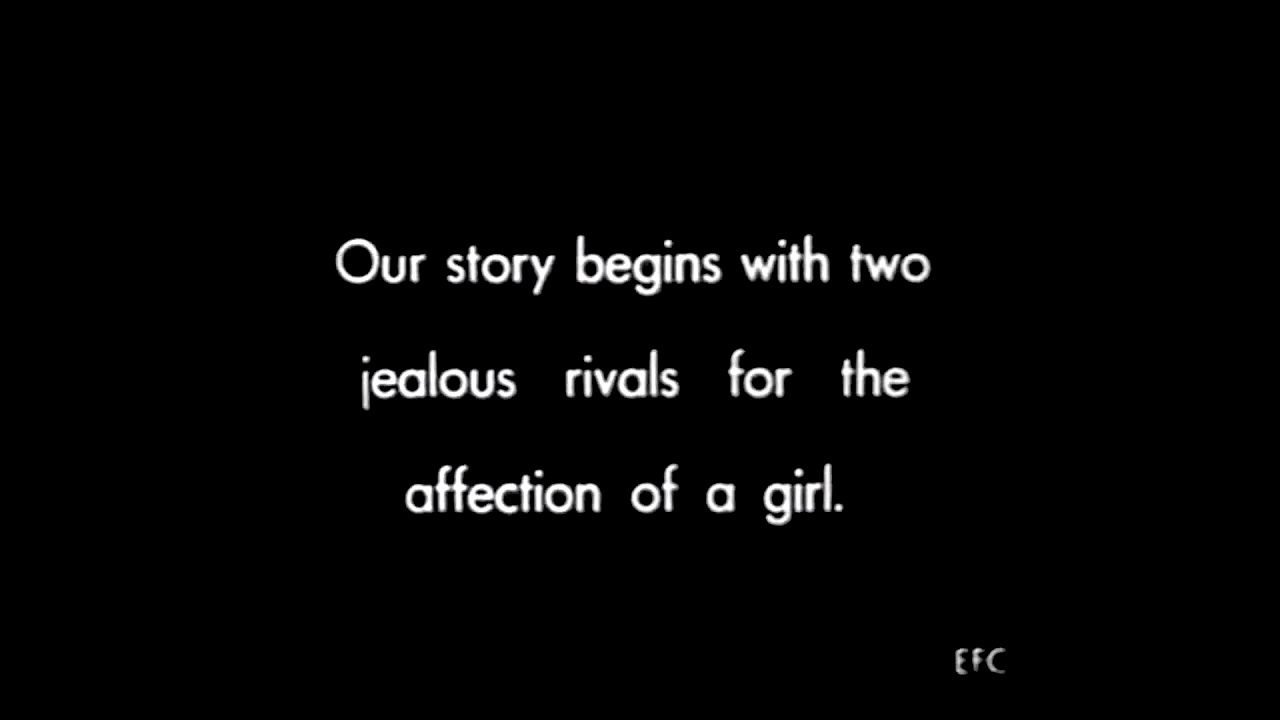 Our story begins with two
jealous rivals for the
affection of a girl.
EFC